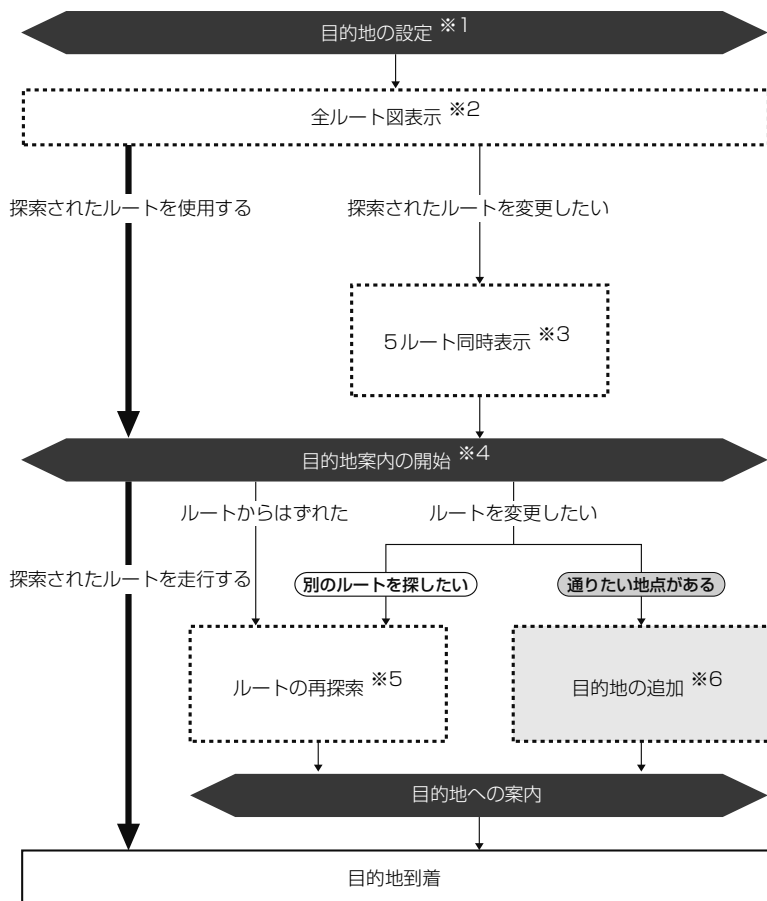 目的地の設定 ※1
全ルート図表示 ※2
探索されたルートを使用する
探索されたルートを変更したい
5ルート同時表示 ※3
目的地案内の開始 ※4
ルートからはずれた
ルートを変更したい
探索されたルートを走行する
別のルートを探したい
通りたい地点がある
ルートの再探索 ※5
目的地の追加 ※6
目的地への案内
目的地到着